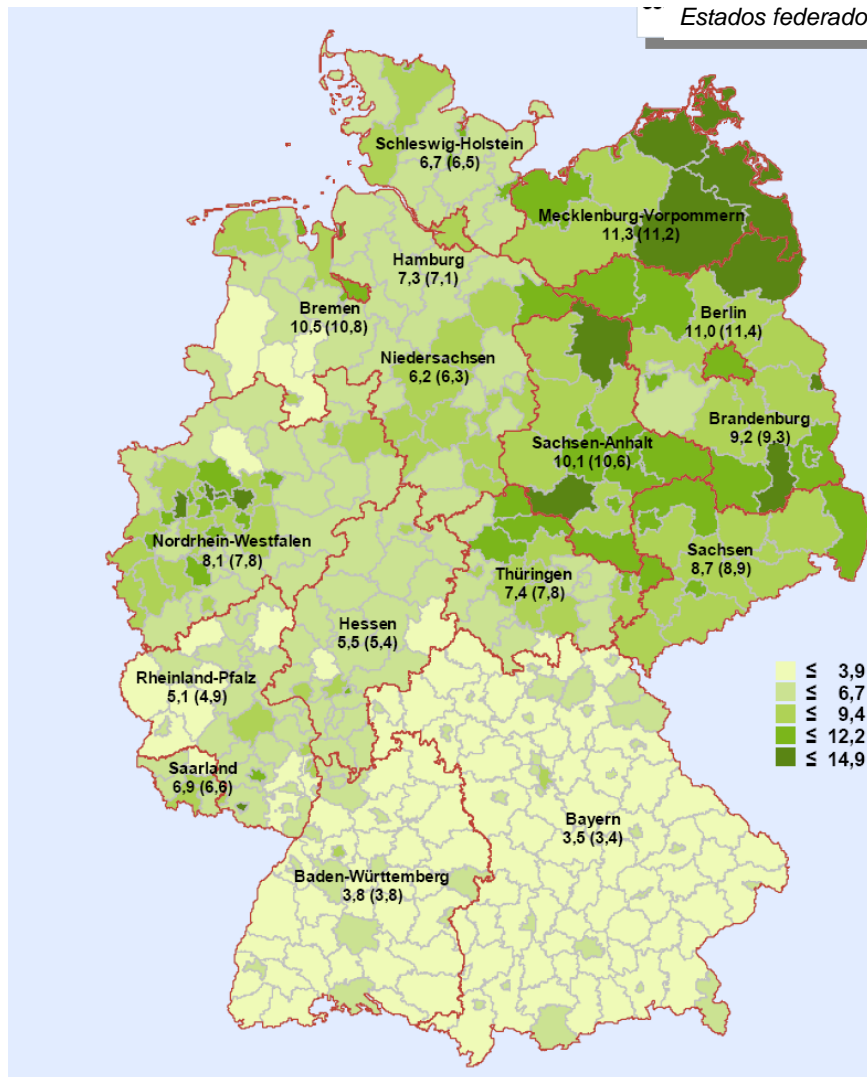 Estados federado
Schleswig-Holstein
6,7 (6,5)
Mecklenburg-Vorpommern
11,3 (11,2)
Hamburg
7,3 (7,1)
Bremen
10,5 (10,8)
Berlin
11,0 (11,4)
Niedersachsen
6,2 (6,3)
Brandenburg
9,2 (9,3)
Sachsen-Anhalt
10,1 (10,6)
Nordrhein-Westfalen
8,1 (7,8)
Sachsen
8,7 (8,9)
Thüringen
7,4 (7,8)
Hessen
5,5 (5,4)
Rheinland-Pfalz
5,1 (4,9)
Saarland
6,9 (6,6)
Bayern
3,5 (3,4)
Baden-Württemberg
3,8 (3,8)
≤ 3,9
≤ 6,7
≤ 9,4
≤ 12,2
≤ 14,9